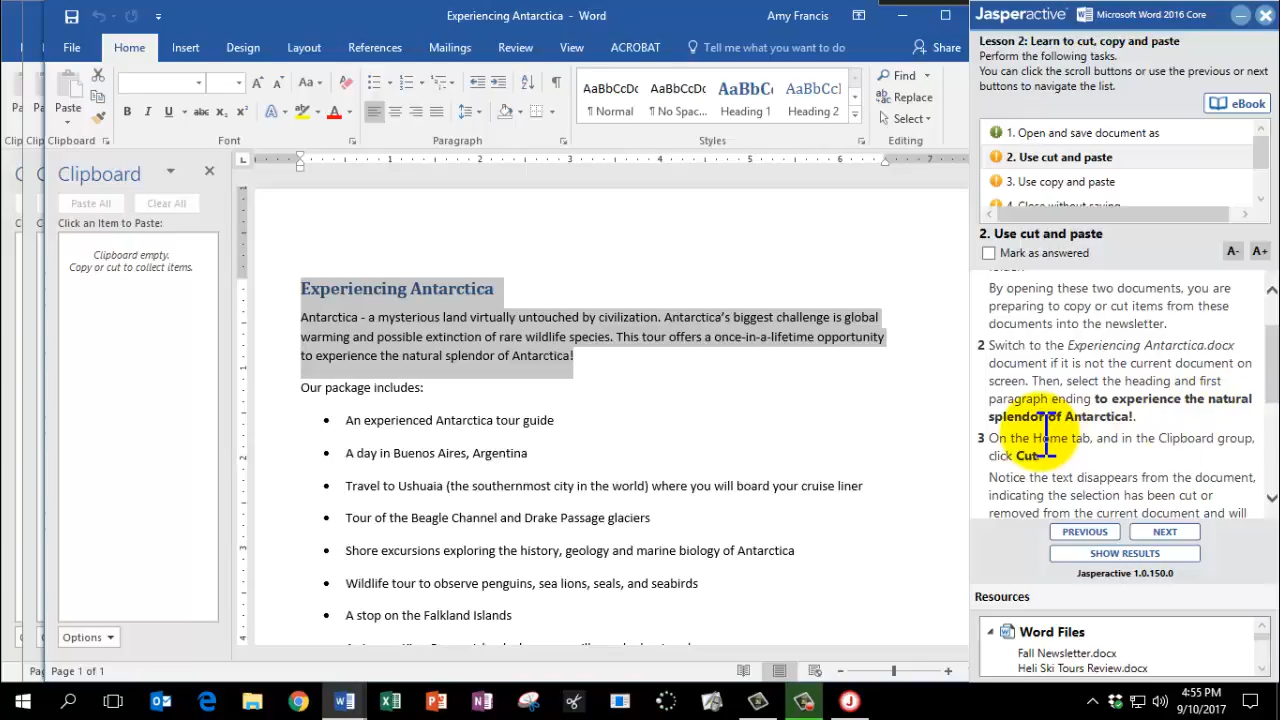 Experiencing Antarctica - Word
Amy Francis
File Home Insert Design Layout References Mailings Review View ACROBAT Tell me what you want to do Share
Paste
Aa
Clipboard
Font
Paragraph
AaBbCcDc AaBbCcDc AaBbC AaBbCcI
¶ Normal ¶ No Spac... Heading 1 Heading 2
Styles
Find
Replace
Select
Editing
Clipboard
Paste All Clear All
Click an Item to Paste:
Clipboard empty.
Copy or cut to collect items.
Options
Experiencing Antarctica
Antarctica - a mysterious land virtually untouched by civilization. Antarctica's biggest challenge is global
warming and possible extinction of rare wildlife species. This tour offers a once-in-a-lifetime opportunity
to experience the natural splendor of Antarctica!
Our package includes:
• An experienced Antarctica tour guide
• A day in Buenos Aires, Argentina
• Travel to Ushuaia (the southernmost city in the world) where you will board your cruise liner
• Tour of the Beagle Channel and Drake Passage glaciers
• Shore excursions exploring the history, geology and marine biology of Antarctica
• Wildlife tour to observe penguins, sea lions, seals, and seabirds
• A stop on the Falkland Islands
Page 1 of 1
Jasperactive Microsoft Word 2016 Core
Lesson 2: Learn to cut, copy and paste
Perform the following tasks.
You can click the scroll buttons or use the previous or next
buttons to navigate the list.
eBook
1. Open and save document as
2. Use cut and paste
3. Use copy and paste
4. Close without saving
2. Use cut and paste
Mark as answered
A- A+
folder.
By opening these two documents, you are
preparing to copy or cut items from these
documents into the newsletter.
2 Switch to the Experiencing Antarctica.docx
document if it is not the current document on
screen. Then, select the heading and first
paragraph ending to experience the natural
splendor of Antarctica!.
3 On the Home tab, and in the Clipboard group,
click Cut.
Notice the text disappears from the document,
indicating the selection has been cut or
removed from the current document and will
PREVIOUS NEXT
SHOW RESULTS
Jasperactive 1.0.150.0
Resources
Word Files
Fall Newsletter.docx
Heli Ski Tours Review.docx
4:55 PM
9/10/2017